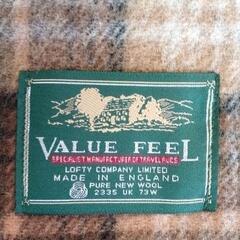 VALUE FEEL
SPECIALIST MANUFACTURER OF TRAVEL RUGS
LOFTY COMPANY LIMITED
MADE IN ENGLAND
PURE NEW WOOL
2335 UK 73W